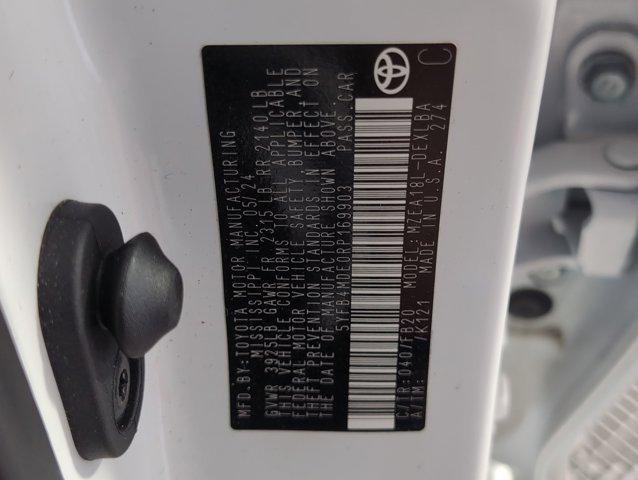 MFD.BY:TOYOTA MOTOR MANUFACTURING
MISSISSIPPI INC. 05/24
GVWR 3925LB GAWR FR 2315 LB RR 2140LB
THIS VEHICLE CONFORMS TO ALL APPLICABLE
FEDERAL MOTOR VEHICLE SAFETY, BUMPER AND
THEFT PREVENTION STANDARDS IN EFFECT ON
THE DATE OF MANUFACTURE SHOWN ABOVE.
5YFB4MDE0RP169903 PASS.CAR
C/TR:040/FB20 MODEL:MZEA18L-DEXLBA
A/TM: /K121 MADE IN U.S.A. 274
C